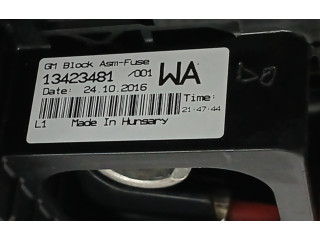 GM Block Asm-Fuse
13423481 /001 WA
Date: 24.10.2016
Time:
21:47:44
L1 Made In Hungary